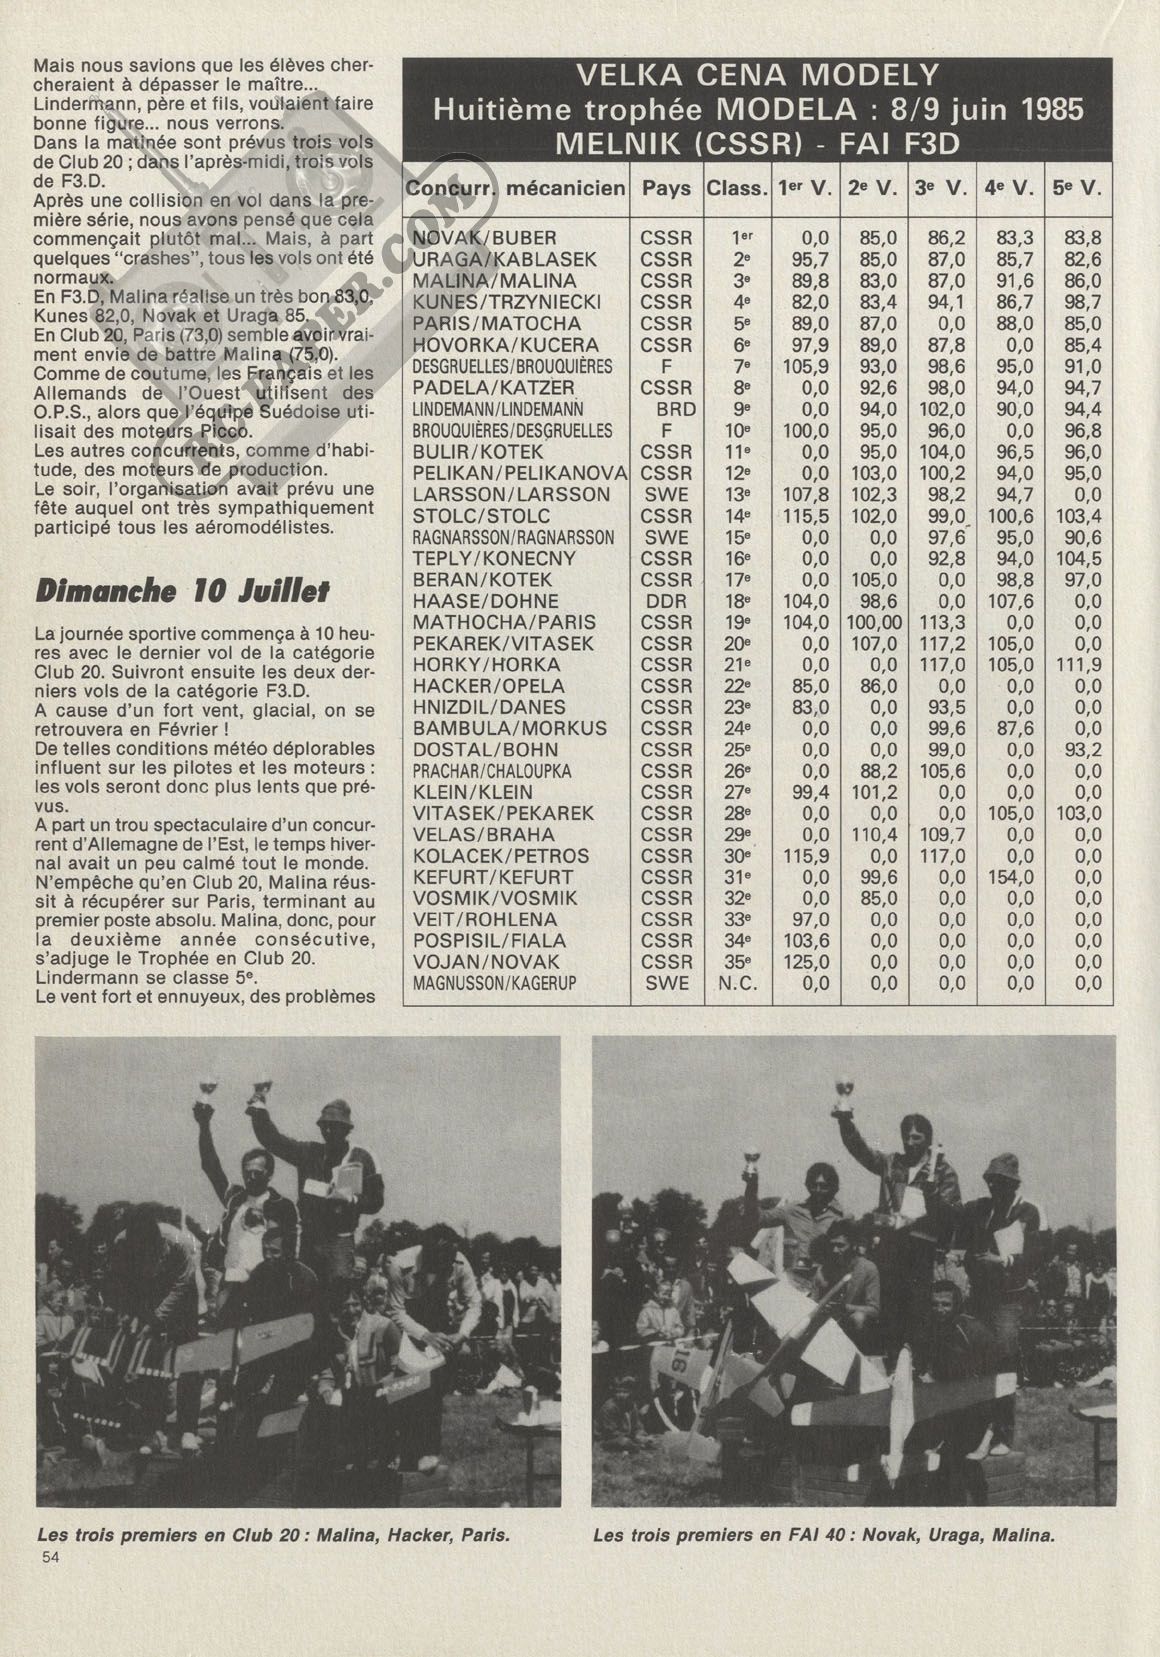 Mais nous savions que les élèves cher-
cheraient à dépasser le maître...
Lindermann, père et fils, voulaient faire
bonne figure... nous verrons.
Dans la matinée sont prévus trois vols
de Club 20 ; dans l'après-midi, trois vols
de F3.D.
Après une collision en vol dans la pre-
mière série, nous avons pensé que cela
commençait plutôt mal... Mais, à part
quelques "crashes", tous les vols ont été
normaux.
En F3.D, Malina réalise un très bon 83,0,
Kunes 82,0, Novak et Uraga 85.
En Club 20, Paris (73,0) semble avoir vrai-
ment envie de battre Malina (75,0).
Comme de coutume, les Français et les
Allemands de l'Ouest utilisent des
O.P.S., alors que l'équipe Suédoise uti-
lisait des moteurs Picco.
Les autres concurrents, comme d'habi-
tude, des moteurs de production.
Le soir, l'organisation avait prévu une
fête auquel ont très sympathiquement
participé tous les aéromodélistes.
Dimanche 10 Juillet
La journée sportive commença à 10 heu-
res avec le dernier vol de la catégorie
Club 20. Suivront ensuite les deux der-
niers vols de la catégorie F3.D.
A cause d'un fort vent, glacial, on se
retrouvera en Février !
De telles conditions météo déplorables
influent sur les pilotes et les moteurs :
les vols seront donc plus lents que pré-
vus.
A part un trou spectaculaire d'un concur-
rent d'Allemagne de l'Est, le temps hiver-
nal avait un peu calmé tout le monde.
N'empêche qu'en Club 20, Malina réus-
sit à récupérer sur Paris, terminant au
premier poste absolu. Malina, donc, pour
la deuxième année consécutive,
s'adjuge le Trophée en Club 20.
Lindermann se classe 5e.
Le vent fort et ennuyeux, des problèmes
VELKA CENA MODELY
Huitième trophée MODELA : 8/9 juin 1985
MELNIK (CSSR) - FAI F3D
Concurr. mécanicien Pays Class. 1er V. 2e V. 3e V. 4e V. 5e V.
NOVAK/BUBER CSSR 1er 0,0 85,0 86,2 83,3 83,8
URAGA/KABLASEK CSSR 2e 95,7 85,0 87,0 85,7 82,6
MALINA/MALINA CSSR 3e 89,8 83,0 87,0 91,6 86,0
KUNES/TRZYNIECKI CSSR 4e 82,0 83,4 94,1 86,7 98,7
PARIS/MATOCHA CSSR 5e 89,0 87,0 0,0 88,0 85,0
HOVORKA/KUCERA CSSR 6e 97,9 89,0 87,8 0,0 85,4
DESGRUELLES/BROUQUIÈRES F 7e 105,9 93,0 98,6 95,0 91,0
PADELA/KATZER CSSR 8e 0,0 92,6 98,0 94,0 94,7
LINDEMANN/LINDEMANN BRD 9e 0,0 94,0 102,0 90,0 94,4
BROUQUIÈRES/DESGRUELLES F 10e 100,0 95,0 96,0 0,0 96,8
BULIR/KOTEK CSSR 11e 0,0 95,0 104,0 96,5 96,0
PELIKAN/PELIKANOVA CSSR 12e 0,0 103,0 100,2 94,0 95,0
LARSSON/LARSSON SWE 13e 107,8 102,3 98,2 94,7 0,0
STOLC/STOLC CSSR 14e 115,5 102,0 99,0 100,6 103,4
RAGNARSSON/RAGNARSSON SWE 15e 0,0 0,0 97,6 95,0 90,6
TEPLY/KONECNY CSSR 16e 0,0 0,0 92,8 94,0 104,5
BERAN/KOTEK CSSR 17e 0,0 105,0 0,0 98,8 97,0
HAASE/DOHNE DDR 18e 104,0 98,6 0,0 107,6 0,0
MATHOCHA/PARIS CSSR 19e 104,0 100,00 113,3 0,0 0,0
PEKAREK/VITASEK CSSR 20e 0,0 107,0 117,2 105,0 0,0
HORKY/HORKA CSSR 21e 0,0 0,0 117,0 105,0 111,9
HACKER/OPELA CSSR 22e 85,0 86,0 0,0 0,0 0,0
HNIZDIL/DANES CSSR 23e 83,0 0,0 93,5 0,0 0,0
BAMBULA/MORKUS CSSR 24e 0,0 0,0 99,6 87,6 0,0
DOSTAL/BOHN CSSR 25e 0,0 0,0 99,0 0,0 93,2
PRACHAR/CHALOUPKA CSSR 26e 0,0 88,2 105,6 0,0 0,0
KLEIN/KLEIN CSSR 27e 99,4 101,2 0,0 0,0 0,0
VITASEK/PEKAREK CSSR 28e 0,0 0,0 0,0 105,0 103,0
VELAS/BRAHA CSSR 29e 0,0 110,4 109,7 0,0 0,0
KOLACEK/PETROS CSSR 30e 115,9 0,0 117,0 0,0 0,0
KEFURT/KEFURT CSSR 31e 0,0 99,6 0,0 154,0 0,0
VOSMIK/VOSMIK CSSR 32e 0,0 85,0 0,0 0,0 0,0
VEIT/ROHLENA CSSR 33e 97,0 0,0 0,0 0,0 0,0
POSPISIL/FIALA CSSR 34e 103,6 0,0 0,0 0,0 0,0
VOJAN/NOVAK CSSR 35e 125,0 0,0 0,0 0,0 0,0
MAGNUSSON/KAGERUP SWE N.C. 0,0 0,0 0,0 0,0 0,0
Les trois premiers en Club 20 : Malina, Hacker, Paris.
Les trois premiers en FAI 40 : Novak, Uraga, Malina.
54